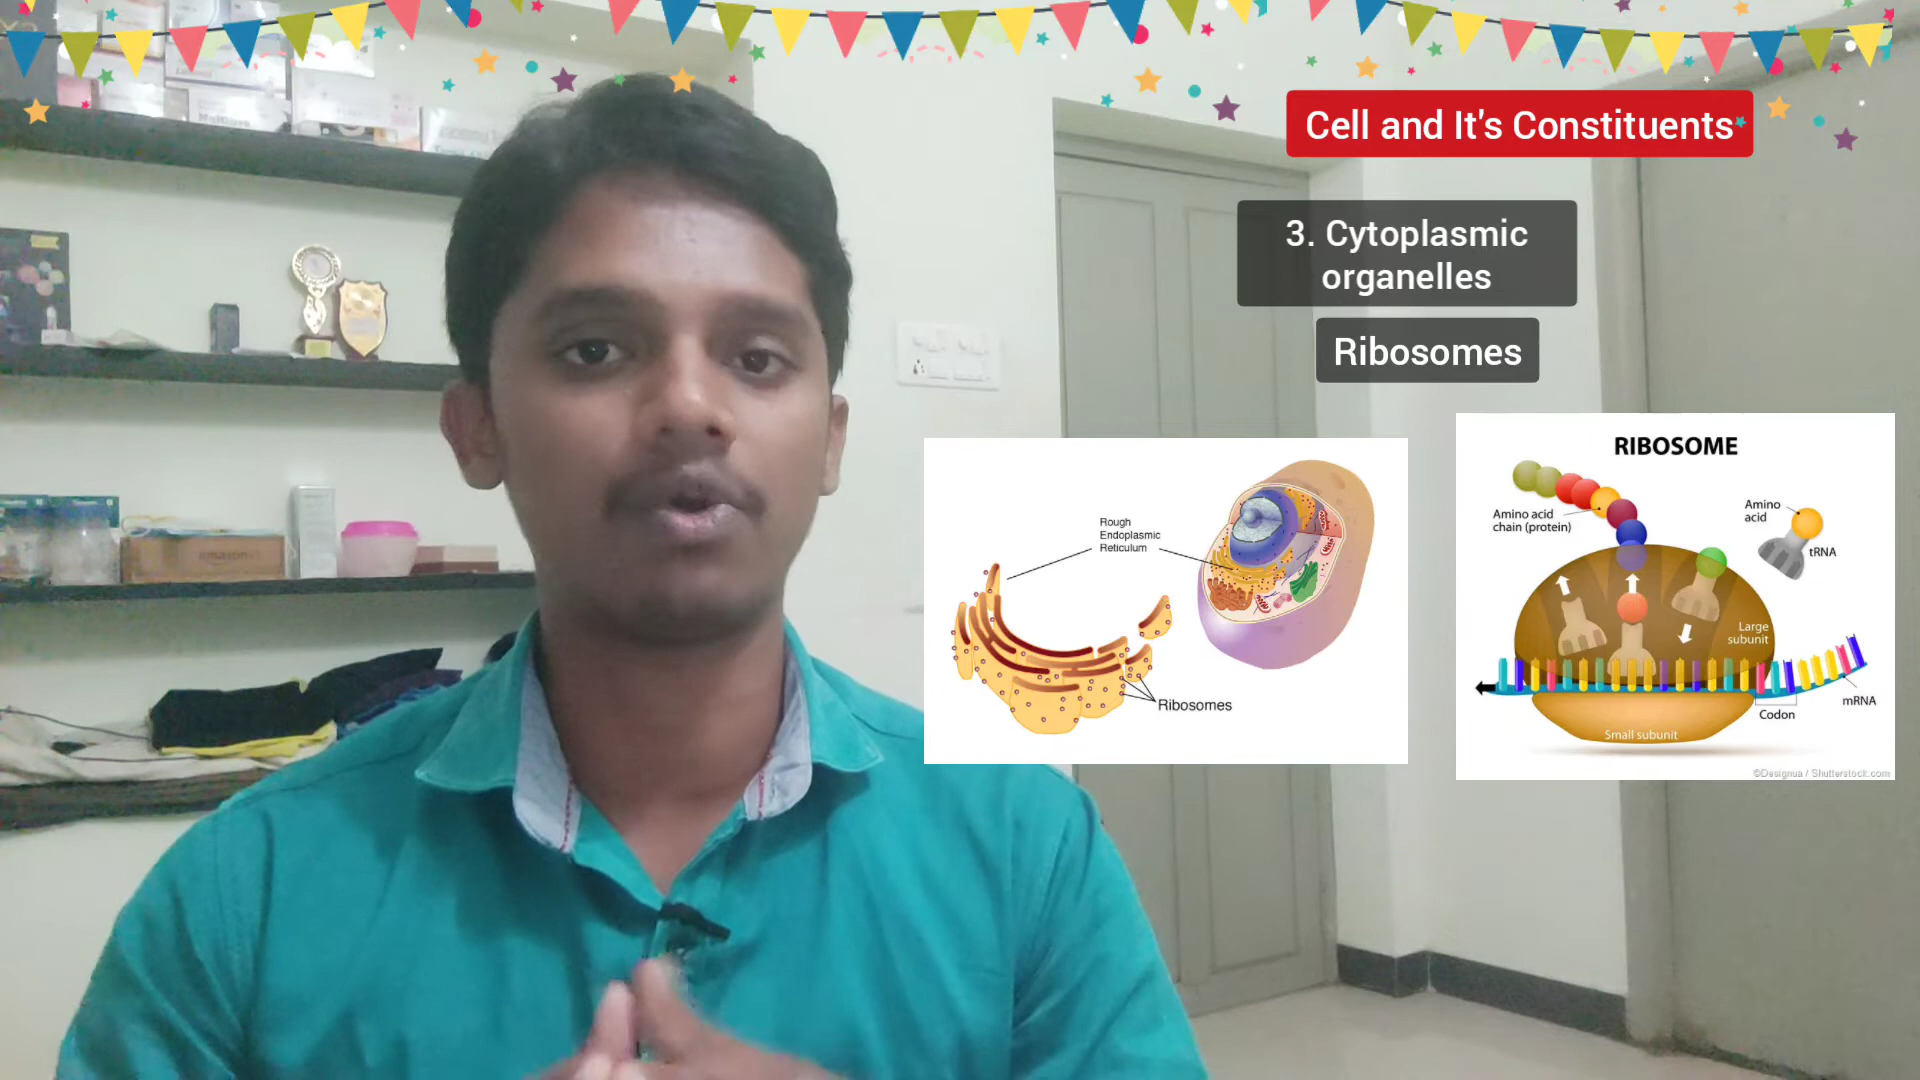 Cell and It's Constituents
3. Cytoplasmic
organelles
Ribosomes
Rough
Endoplasmic
Reticulum
Ribosomes
RIBOSOME
Amino acid
chain (protein)
Amino
acid
tRNA
Large
subunit
mRNA
Codon
Small subunit
©Designua / Shutterstock.com
amazon